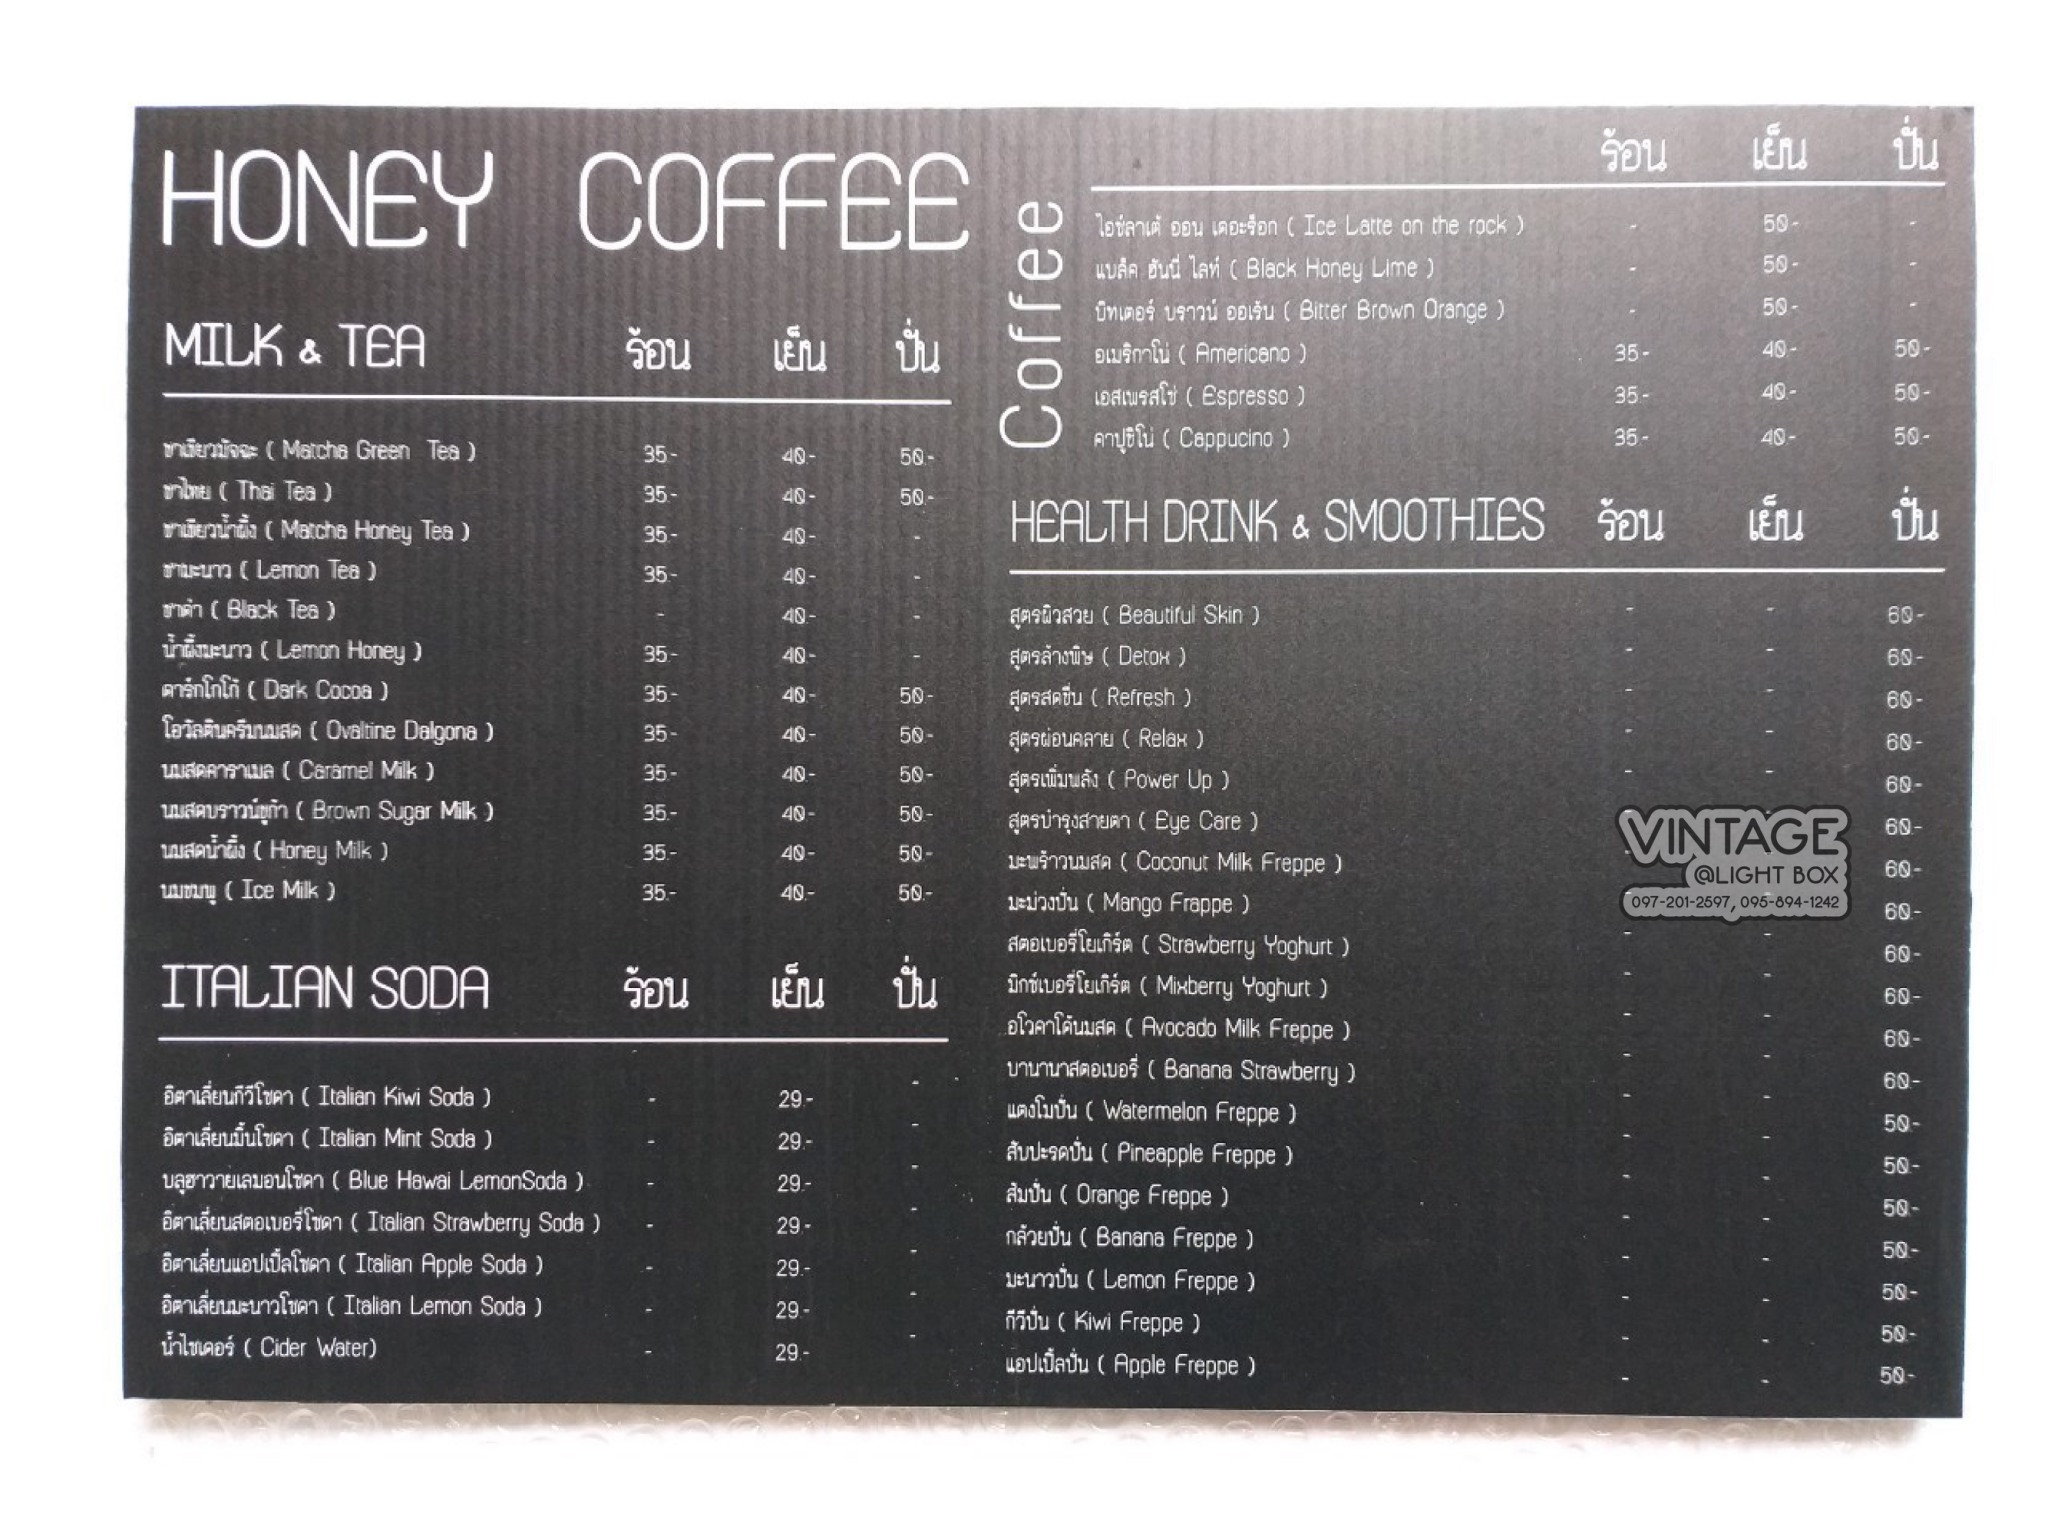 HONEY COFFEE
MILK & TEA ร้อน เย็น ปั่น
ชาเขียวมัจฉะ ( Matcha Green Tea ) 35.- 40.- 50.-
ชาไทย ( Thai Tea ) 35.- 40.- 50.-
ชาเขียวน้ำผึ้ง ( Matcha Honey Tea ) 35.- 40.- -
ชามะนาว ( Lemon Tea ) 35.- 40.- -
ชาดำ ( Black Tea ) - 40.- -
น้ำผึ้งมะนาว ( Lemon Honey ) 35.- 40.- -
ดาร์กโกโก้ ( Dark Cocoa ) 35.- 40.- 50.-
โอวัลตินครีมนมสด ( Ovaltine Dalgona ) 35.- 40.- 50.-
นมสดคาราเมล ( Caramel Milk ) 35.- 40.- 50.-
นมสดบราวน์ชูก้า ( Brown Sugar Milk ) 35.- 40.- 50.-
นมสดน้ำผึ้ง ( Honey Milk ) 35.- 40.- 50.-
นมชมพู ( Ice Milk ) 35.- 40.- 50.-
ITALIAN SODA ร้อน เย็น ปั่น
อิตาเลี่ยนกีวีโซดา ( Italian Kiwi Soda ) - 29.- -
อิตาเลี่ยนมิ้นโซดา ( Italian Mint Soda ) - 29.- -
บลูฮาวายเลมอนโซดา ( Blue Hawai LemonSoda ) - 29.- -
อิตาเลี่ยนสตอเบอรี่โซดา ( Italian Strawberry Soda ) - 29.- -
อิตาเลี่ยนแอปเปิ้ลโซดา ( Italian Apple Soda ) - 29.- -
อิตาเลี่ยนมะนาวโซดา ( Italian Lemon Soda ) - 29.- -
น้ำไซเดอร์ ( Cider Water) - 29.- -
Coffee ร้อน เย็น ปั่น
ไอซ์ลาเต้ ออน เดอะร็อก ( Ice Latte on the rock ) - 50.- -
แบล็ค ฮันนี่ ไลท์ ( Black Honey Lime ) - 50.- -
บิทเตอร์ บราวน์ ออเร้น ( Bitter Brown Orange ) - 50.- -
อเมริกาโน่ ( Americano ) 35.- 40.- 50.-
เอสเพรสโซ่ ( Espresso ) 35.- 40.- 50.-
คาปูชิโน่ ( Cappucino ) 35.- 40.- 50.-
HEALTH DRINK & SMOOTHIES ร้อน เย็น ปั่น
สูตรผิวสวย ( Beautiful Skin ) - - 60.-
สูตรล้างพิษ ( Detox ) - - 60.-
สูตรสดชื่น ( Refresh ) - - 60.-
สูตรผ่อนคลาย ( Relax ) - - 60.-
สูตรเพิ่มพลัง ( Power Up ) - - 60.-
สูตรบำรุงสายตา ( Eye Care ) - - 60.-
มะพร้าวนมสด ( Coconut Milk Freppe ) - 60.-
มะม่วงปั่น ( Mango Frappe ) - - 60.-
สตอเบอรี่โยเกิร์ต ( Strawberry Yoghurt ) - - 60.-
มิกซ์เบอรี่โยเกิร์ต ( Mixberry Yoghurt ) - - 60.-
อโวคาโด้นมสด ( Avocado Milk Freppe ) - - 60.-
บานานาสตอเบอรี่ ( Banana Strawberry ) - - 60.-
แตงโมปั่น ( Watermelon Freppe ) - - 50.-
สับปะรดปั่น ( Pineapple Freppe ) - - 50.-
ส้มปั่น ( Orange Freppe ) - - 50.-
กล้วยปั่น ( Banana Freppe ) - - 50.-
มะนาวปั่น ( Lemon Freppe ) - - 50.-
กีวีปั่น ( Kiwi Freppe ) - - 50.-
แอปเปิ้ลปั่น ( Apple Freppe ) - - 50.-
VINTAGE
@LIGHT BOX
097-201-2597, 095-894-1242